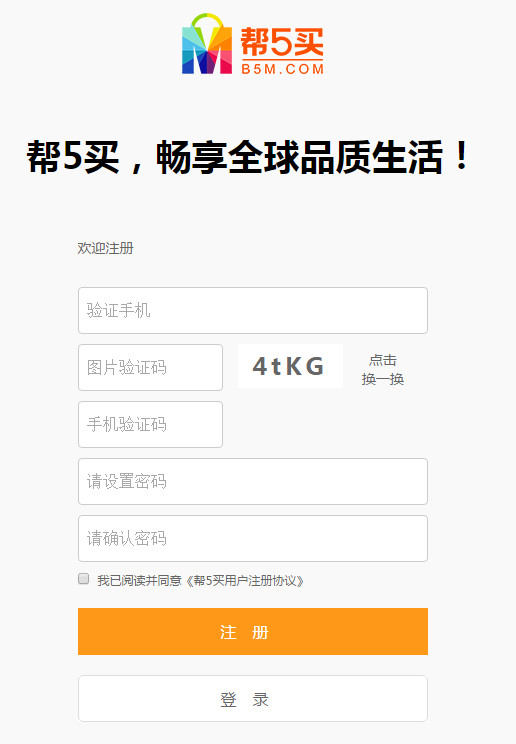 帮5买
B5M.COM
帮5买，畅享全球品质生活！
欢迎注册
验证手机
图片验证码
4tKG
点击
换一换
手机验证码
请设置密码
请确认密码
我已阅读并同意《帮5买用户注册协议》
注 册
登 录